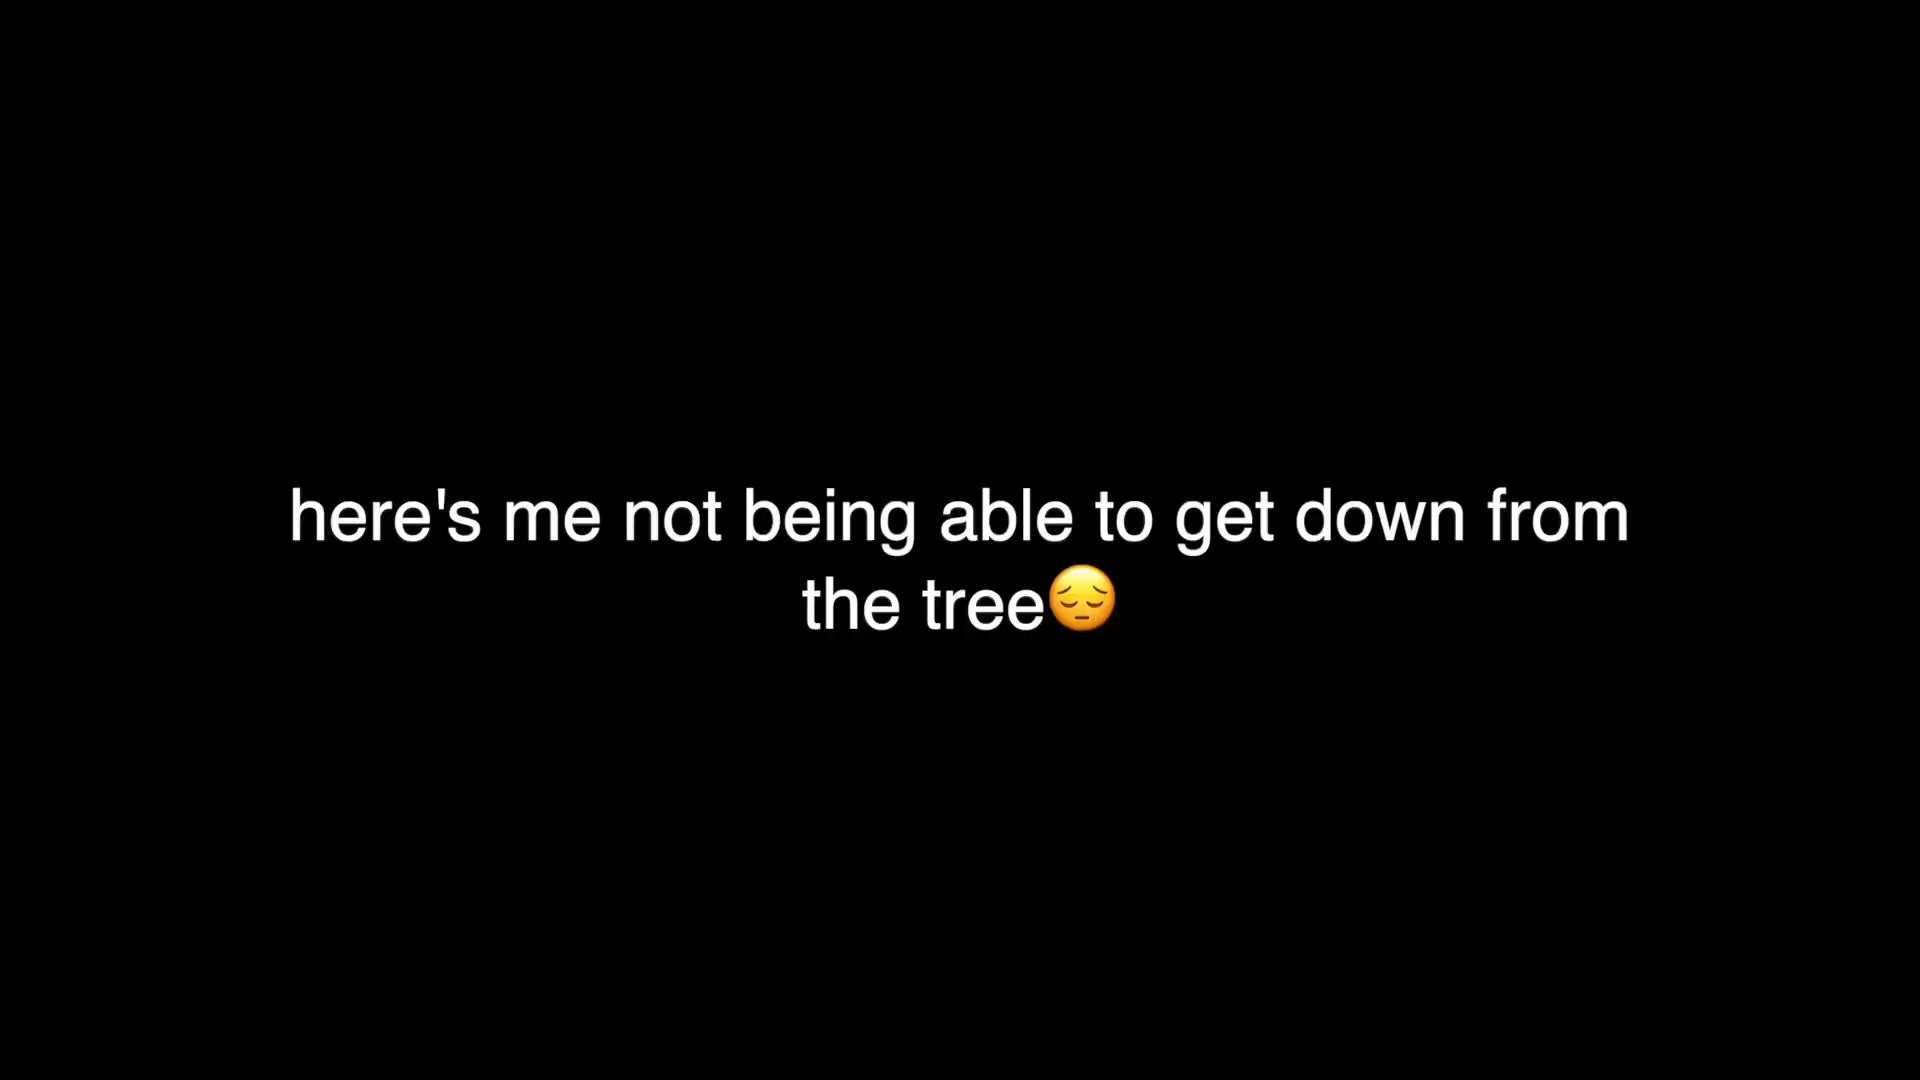 here's me not being able to get down from
the tree😔